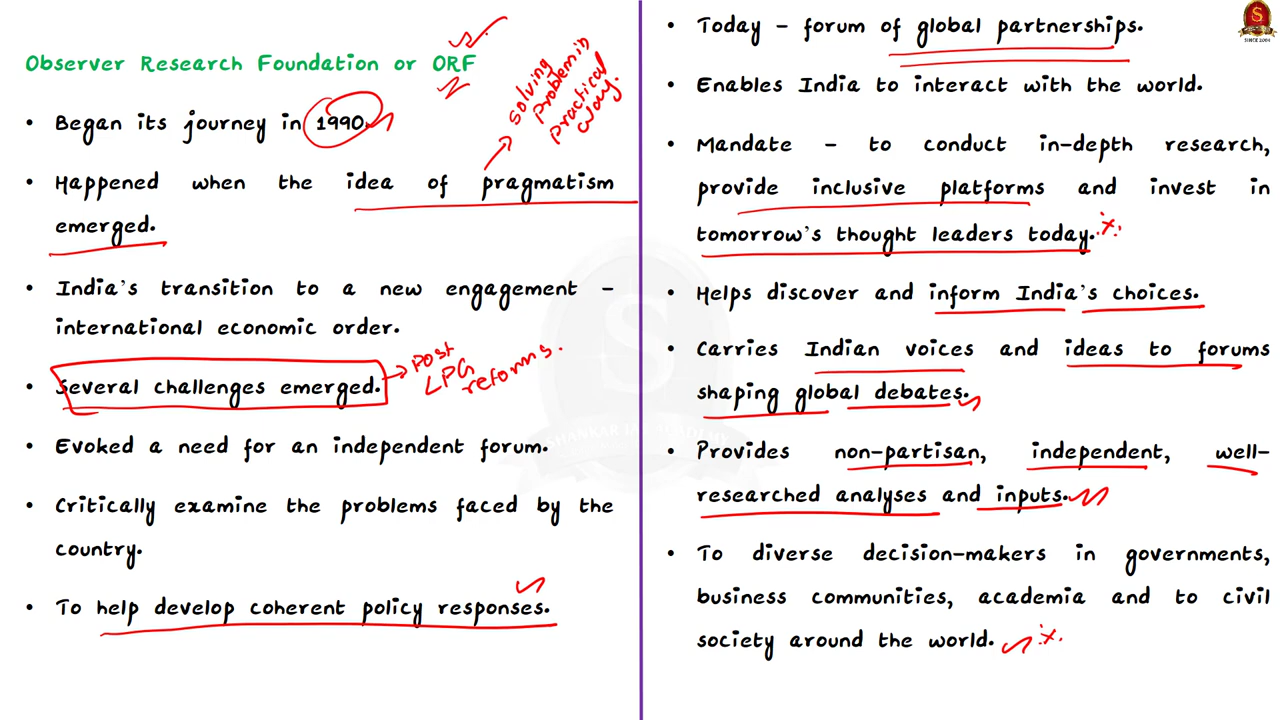 Observer Research Foundation or ORF
• Began its journey in 1990.
• Happened when the idea of pragmatism
emerged.
→ solving
problem in
practical
way.
• India's transition to a new engagement –
international economic order.
• Several challenges emerged.
→ post
LPG
reforms.
• Evoked a need for an independent forum.
• Critically examine the problems faced by the
country.
• To help develop coherent policy responses.
• Today – forum of global partnerships.
• Enables India to interact with the world.
• Mandate – to conduct in-depth research,
provide inclusive platforms and invest in
tomorrow's thought leaders today.
• Helps discover and inform India's choices.
• Carries Indian voices and ideas to forums
shaping global debates.
• Provides non-partisan, independent, well-
researched analyses and inputs.
• To diverse decision-makers in governments,
business communities, academia and to civil
society around the world.
S
SINCE 2004
SHANKAR IAS ACADEMY